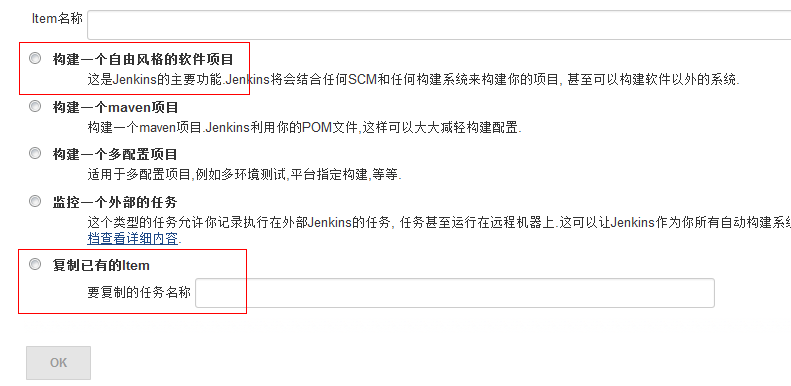 Item名称
构建一个自由风格的软件项目
这是Jenkins的主要功能.Jenkins将会结合任何SCM和任何构建系统来构建你的项目, 甚至可以构建软件以外的系统.
构建一个maven项目
构建一个maven项目.Jenkins利用你的POM文件,这样可以大大减轻构建配置.
构建一个多配置项目
适用于多配置项目,例如多环境测试,平台指定构建,等等.
监控一个外部的任务
这个类型的任务允许你记录执行在外部Jenkins的任务, 任务甚至运行在远程机器上.这可以让Jenkins作为你所有自动构建系统
档查看详细内容.
复制已有的Item
要复制的任务名称
OK